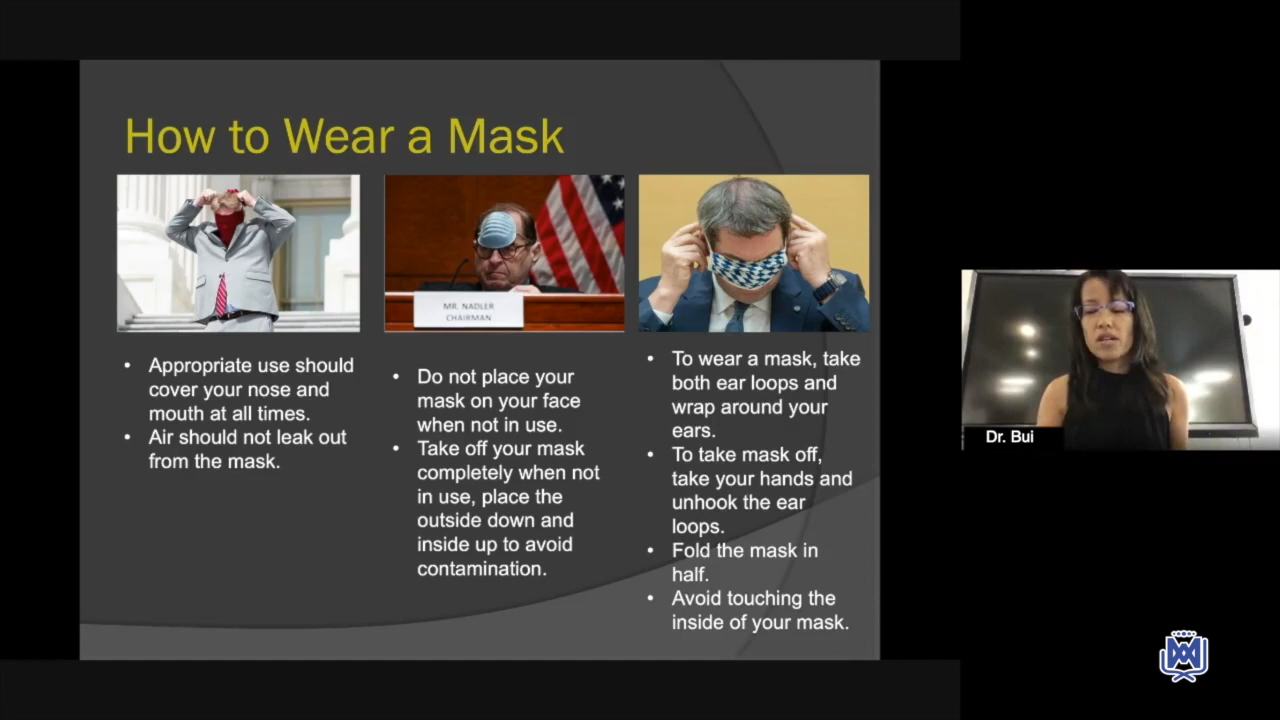 How to Wear a Mask
MR. NADLER
CHAIRMAN
• Appropriate use should
cover your nose and
mouth at all times.
• Air should not leak out
from the mask.
• Do not place your
mask on your face
when not in use.
• Take off your mask
completely when not
in use, place the
outside down and
inside up to avoid
contamination.
• To wear a mask, take
both ear loops and
wrap around your
ears.
• To take mask off,
take your hands and
unhook the ear
loops.
• Fold the mask in
half.
• Avoid touching the
inside of your mask.
Dr. Bui